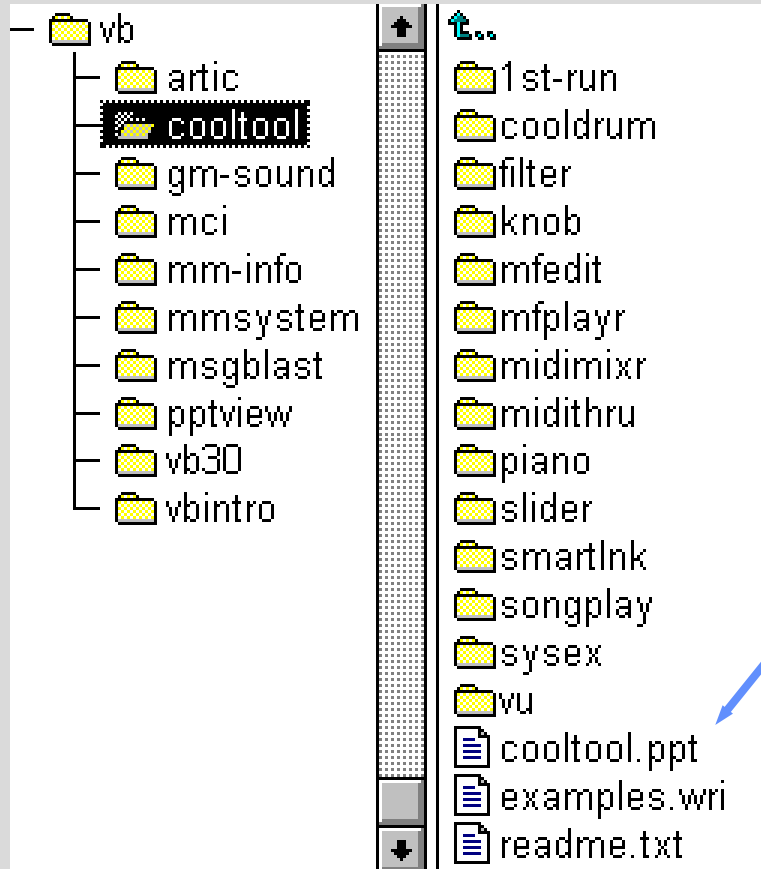 vb
artic
cooltool
gm-sound
mci
mm-info
mmsystem
msgblast
pptview
vb30
vbintro
..
1st-run
cooldrum
filter
knob
mfedit
mfplayr
midimixr
midithru
piano
slider
smartlnk
songplay
sysex
vu
cooltool.ppt
examples.wri
readme.txt